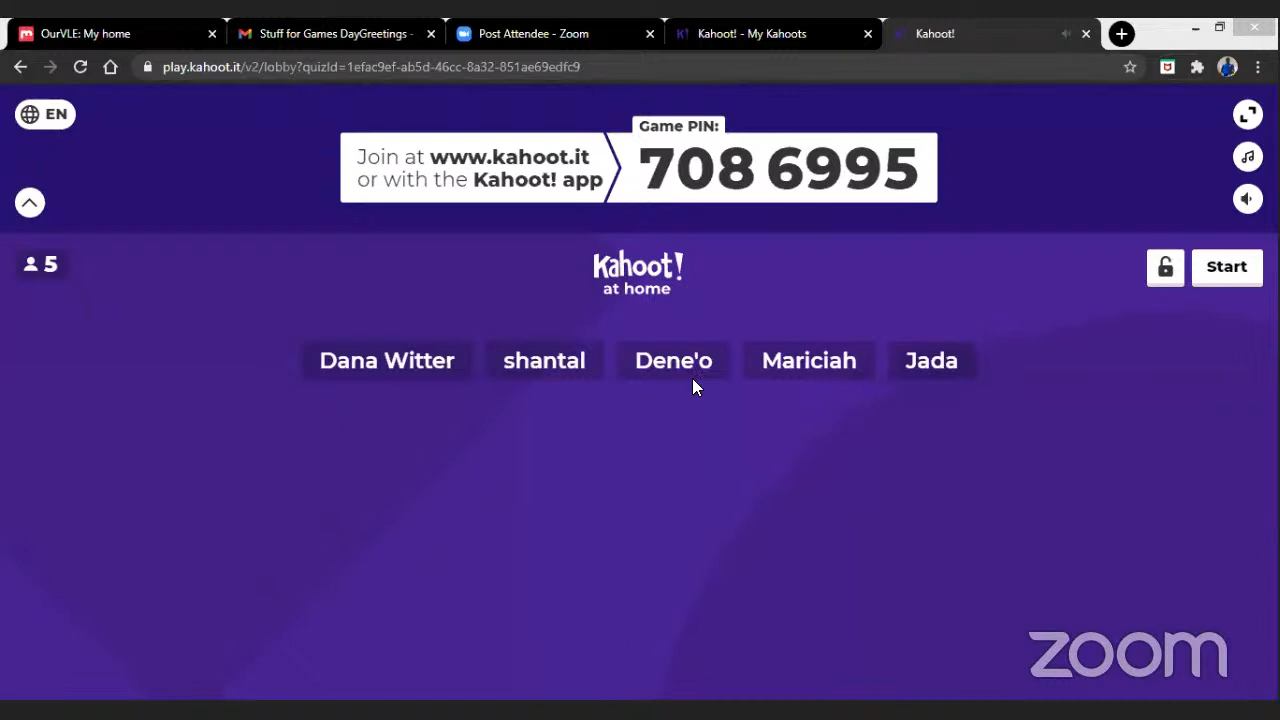 OurVLE: My home
Stuff for Games DayGreetings -
Post Attendee - Zoom
Kahoot! - My Kahoots
Kahoot!
play.kahoot.it/v2/lobby?quizId=1efac9ef-ab5d-46cc-8a32-851ae69edfc9
EN
Game PIN:
Join at www.kahoot.it
or with the Kahoot! app
708 6995
5
Kahoot!
at home
Start
Dana Witter shantal Dene'o Mariciah Jada
zoom